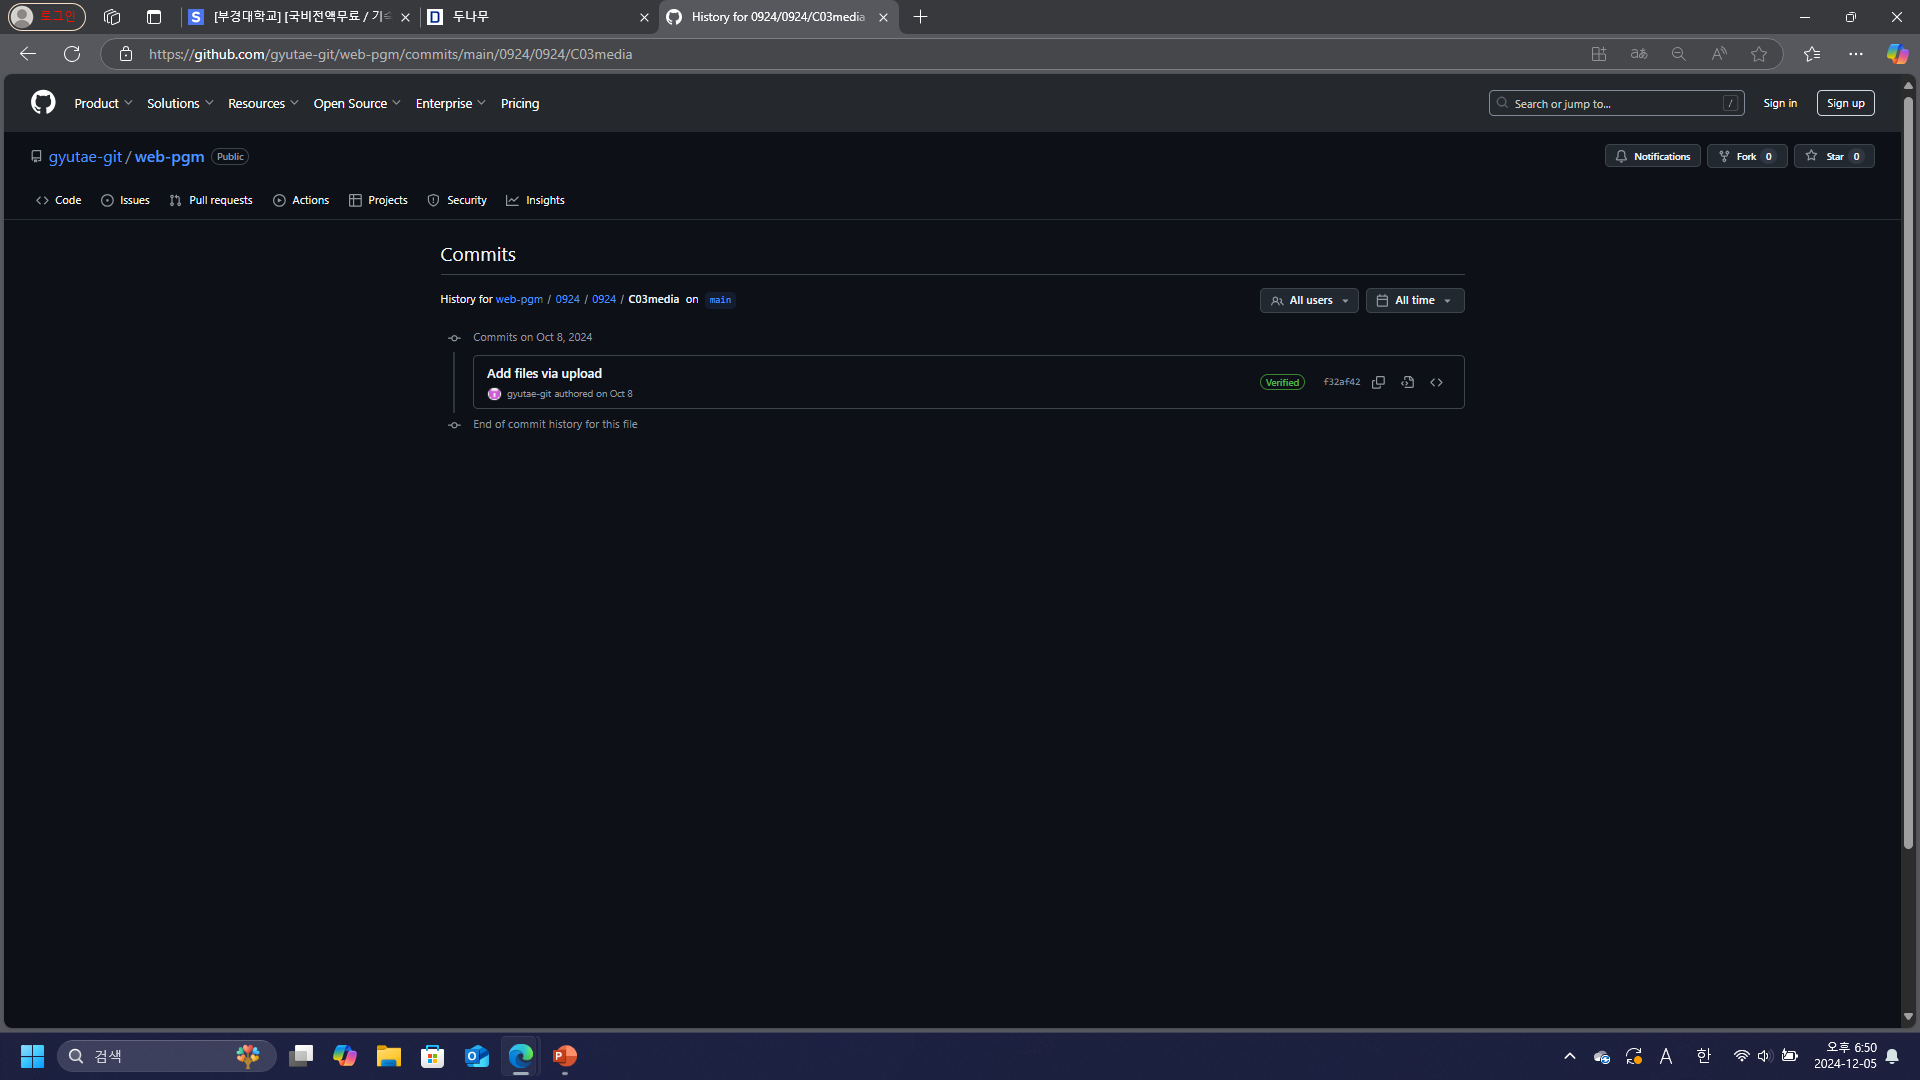 로그인
[부경대학교] [국비전액무료 / 기숙
두나무
History for 0924/0924/C03media
https://github.com/gyutae-git/web-pgm/commits/main/0924/0924/C03media
Product Solutions Resources Open Source Enterprise Pricing
Search or jump to... /
Sign in
Sign up
gyutae-git / web-pgm Public
Notifications
Fork 0
Star 0
Code Issues Pull requests Actions Projects Security Insights
Commits
History for web-pgm / 0924 / 0924 / C03media on main
All users
All time
Commits on Oct 8, 2024
Add files via upload
gyutae-git authored on Oct 8
Verified
f32af42
End of commit history for this file
검색
A
한
오후 6:50
2024-12-05